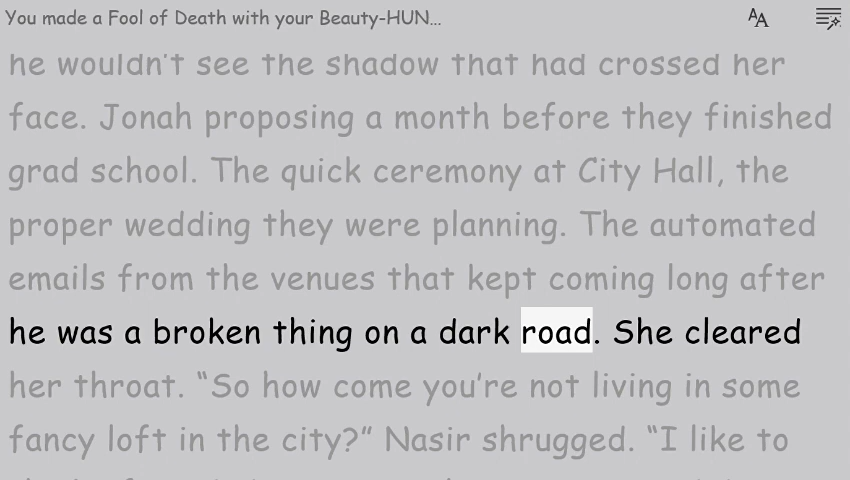 You made a Fool of Death with your Beauty-HUN...
he wouldn't see the shadow that had crossed her
face. Jonah proposing a month before they finished
grad school. The quick ceremony at City Hall, the
proper wedding they were planning. The automated
emails from the venues that kept coming long after
he was a broken thing on a dark road. She cleared
her throat. “So how come you’re not living in some
fancy loft in the city?” Nasir shrugged. “I like to